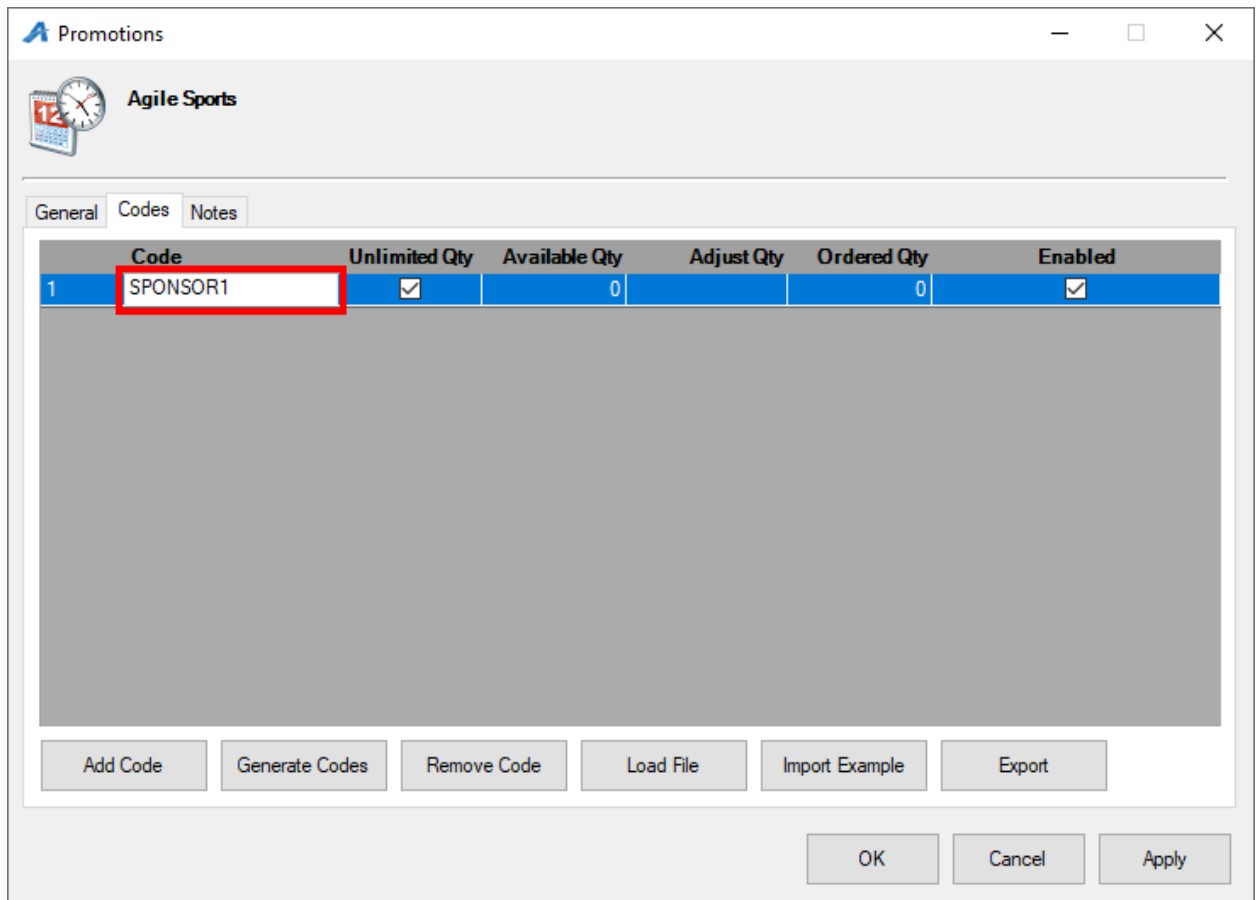 Promotions
12
Agile Sports
General Codes Notes
Code Unlimited Qty Available Qty Adjust Qty Ordered Qty Enabled
1 SPONSOR1 0 0
Add Code Generate Codes Remove Code Load File Import Example Export
OK Cancel Apply